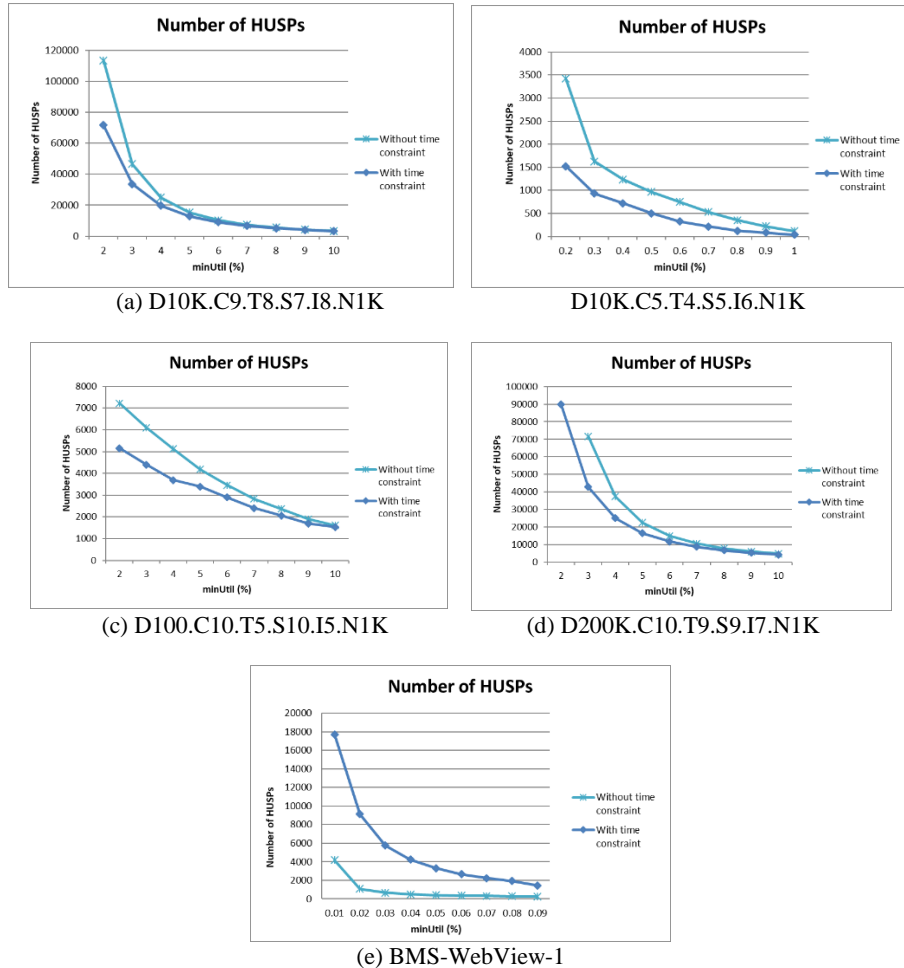 Number of HUSPs
Number of HUSPs
120000
100000
80000
60000
40000
20000
0
Number of HUSPs
2 3 4 5 6 7 8 9 10
minUtil (%)
Without time
constraint
With time
constraint
(a) D10K.C9.T8.S7.I8.N1K
Number of HUSPs
Number of HUSPs
4000
3500
3000
2500
2000
1500
1000
500
0
0.2 0.3 0.4 0.5 0.6 0.7 0.8 0.9 1
minUtil (%)
Without time
constraint
With time
constraint
D10K.C5.T4.S5.I6.N1K
Number of HUSPs
Number of HUSPs
8000
7000
6000
5000
4000
3000
2000
1000
0
2 3 4 5 6 7 8 9 10
minUtil (%)
Without time
constraint
With time
constraint
(c) D100.C10.T5.S10.I5.N1K
Number of HUSPs
Number of HUSPs
100000
90000
80000
70000
60000
50000
40000
30000
20000
10000
0
2 3 4 5 6 7 8 9 10
minUtil (%)
Without time
constraint
With time
constraint
(d) D200K.C10.T9.S9.I7.N1K
Number of HUSPs
Number of HUSPs
20000
18000
16000
14000
12000
10000
8000
6000
4000
2000
0
0.01 0.02 0.03 0.04 0.05 0.06 0.07 0.08 0.09
minUtil (%)
Without time
constraint
With time
constraint
(e) BMS-WebView-1